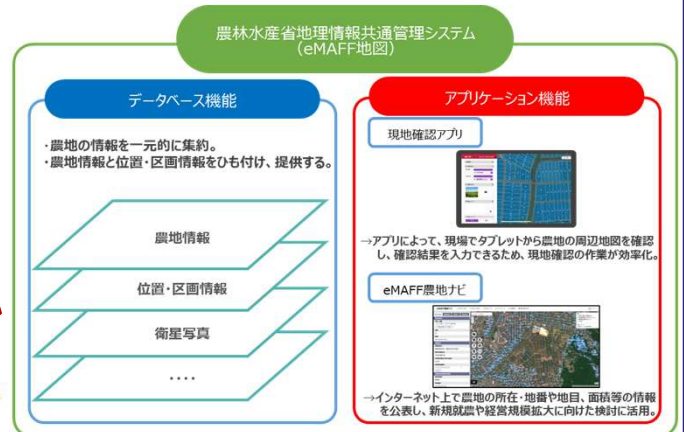 農林水産省地理情報共通管理システム
(eMAFF地図)
データベース機能
・農地の情報を一元的に集約。
・農地情報と位置・区画情報をひも付け、提供する。
農地情報
位置・区画情報
衛星写真
・・・・
アプリケーション機能
現地確認アプリ
→アプリによって、現場でタブレットから農地の周辺地図を確認
し、確認結果を入力できるため、現地確認の作業が効率化。
eMAFF農地ナビ
→インターネット上で農地の所在・地番や地目、面積等の情報
を公表し、新規就農や経営規模拡大に向けた検討に活用。